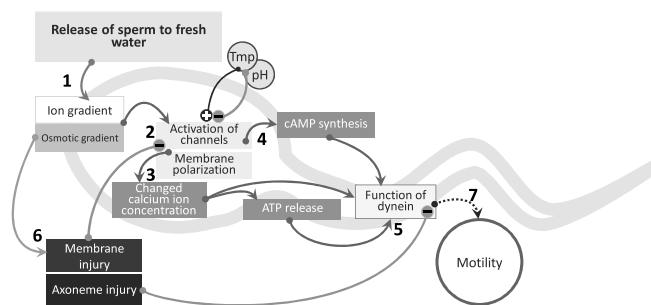 Release of sperm to fresh
water
Tmp
pH
1
Ion gradient
Osmotic gradient
2
Activation of
channels
4
cAMP synthesis
Membrane
polarization
3
Changed
calcium ion
concentration
ATP release
Function of
dynein
5
7
6
Membrane
injury
Axoneme injury
Motility